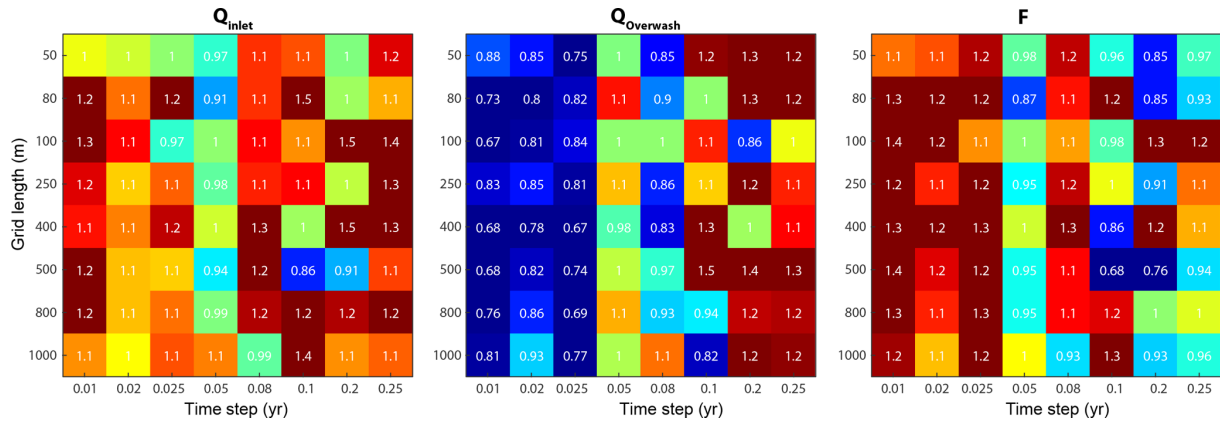 Q inlet
Q Overwash
F
Grid length (m)
50 1 1 1 0.97 1.1 1.1 1 1.2
80 1.2 1.1 1.2 0.91 1.1 1.5 1 1.1
100 1.3 1.1 0.97 1 1.1 1.1 1.5 1.4
250 1.2 1.1 1.1 0.98 1.1 1.1 1 1.3
400 1.1 1.1 1.2 1 1.3 1 1.5 1.3
500 1.2 1.1 1.1 0.94 1.2 0.86 0.91 1.1
800 1.2 1.1 1.1 0.99 1.2 1.2 1.2 1.2
1000 1.1 1 1.1 1.1 0.99 1.4 1.1 1.1
0.01 0.02 0.025 0.05 0.08 0.1 0.2 0.25
Time step (yr)
50 0.88 0.85 0.75 1 0.85 1.2 1.3 1.2
80 0.73 0.8 0.82 1.1 0.9 1 1.3 1.2
100 0.67 0.81 0.84 1 1 1.1 0.86 1
250 0.83 0.85 0.81 1.1 0.86 1.1 1.2 1.1
400 0.68 0.78 0.67 0.98 0.83 1.3 1 1.1
500 0.68 0.82 0.74 1 0.97 1.5 1.4 1.3
800 0.76 0.86 0.69 1.1 0.93 0.94 1.2 1.2
1000 0.81 0.93 0.77 1 1.1 0.82 1.2 1.2
0.01 0.02 0.025 0.05 0.08 0.1 0.2 0.25
Time step (yr)
50 1.1 1.1 1.2 0.98 1.2 0.96 0.85 0.97
80 1.3 1.2 1.2 0.87 1.1 1.2 0.85 0.93
100 1.4 1.2 1.1 1 1.1 0.98 1.3 1.2
250 1.2 1.1 1.2 0.95 1.2 1 0.91 1.1
400 1.3 1.2 1.3 1 1.3 0.86 1.2 1.1
500 1.4 1.2 1.2 0.95 1.1 0.68 0.76 0.94
800 1.3 1.1 1.3 0.95 1.1 1.2 1 1
1000 1.2 1.1 1.2 1 0.93 1.3 0.93 0.96
0.01 0.02 0.025 0.05 0.08 0.1 0.2 0.25
Time step (yr)